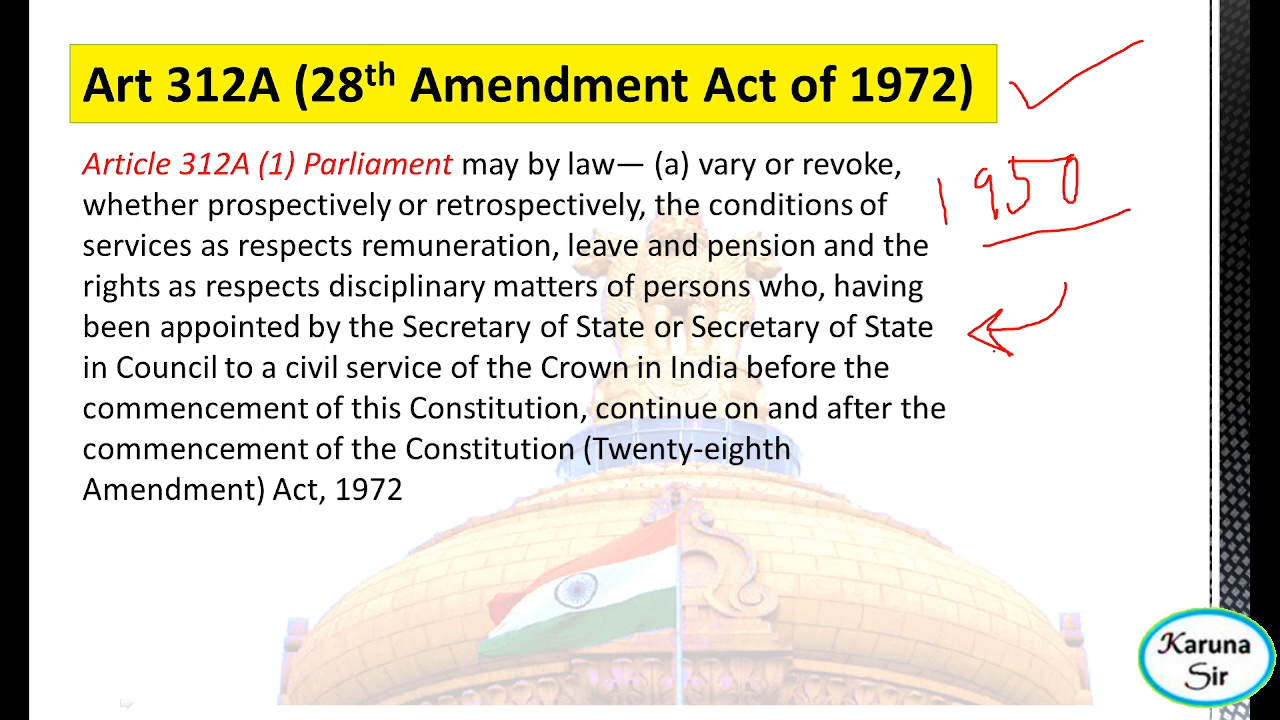 Art 312A (28th Amendment Act of 1972)
Article 312A (1) Parliament may by law— (a) vary or revoke,
whether prospectively or retrospectively, the conditions of
services as respects remuneration, leave and pension and the
rights as respects disciplinary matters of persons who, having
been appointed by the Secretary of State or Secretary of State
in Council to a civil service of the Crown in India before the
commencement of this Constitution, continue on and after the
commencement of the Constitution (Twenty-eighth
Amendment) Act, 1972
1950
Karuna
Sir